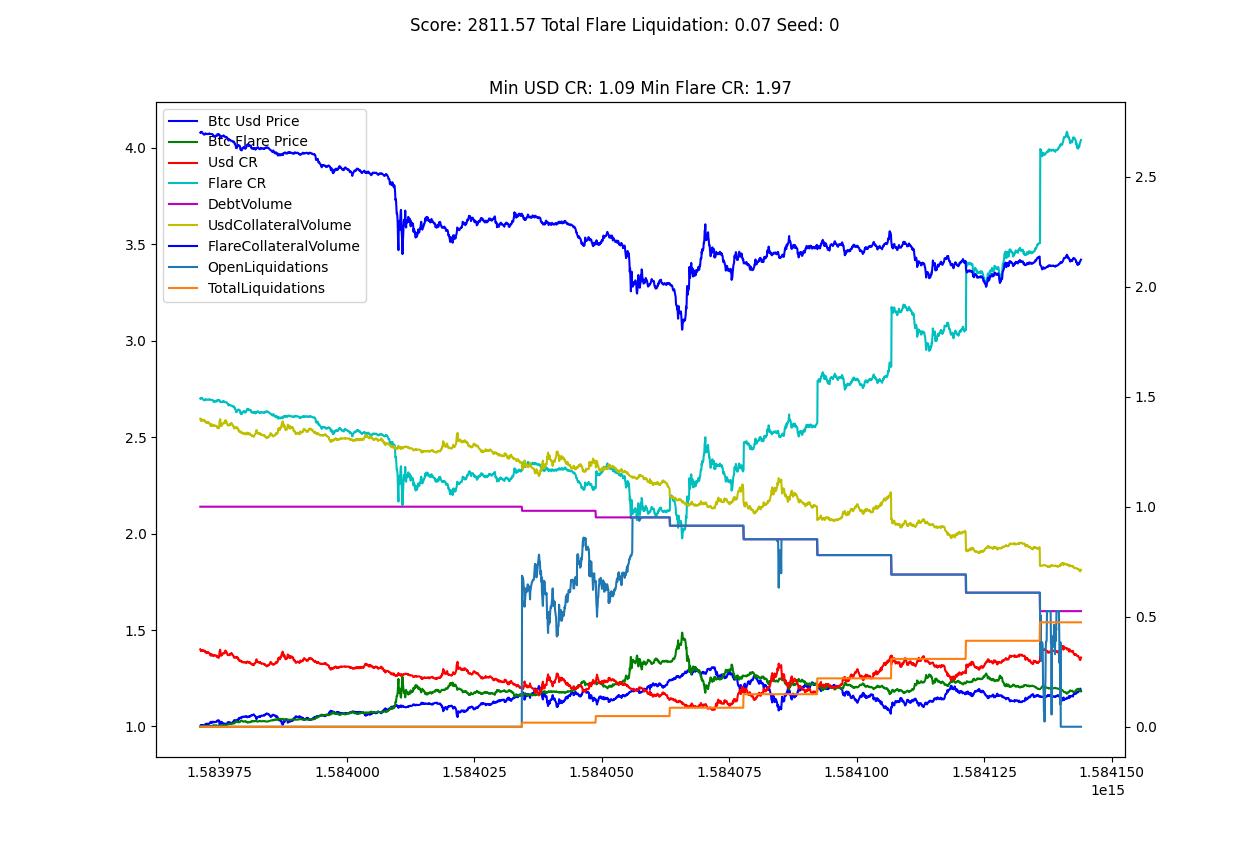 Score: 2811.57 Total Flare Liquidation: 0.07 Seed: 0
Min USD CR: 1.09 Min Flare CR: 1.97
Btc Usd Price
Btc Flare Price
Usd CR
Flare CR
DebtVolume
UsdCollateralVolume
FlareCollateralVolume
OpenLiquidations
TotalLiquidations
4.0
3.5
3.0
2.5
2.0
1.5
1.0
2.5
2.0
1.5
1.0
0.5
0.0
1.583975 1.584000 1.584025 1.584050 1.584075 1.584100 1.584125 1.584150
1e15